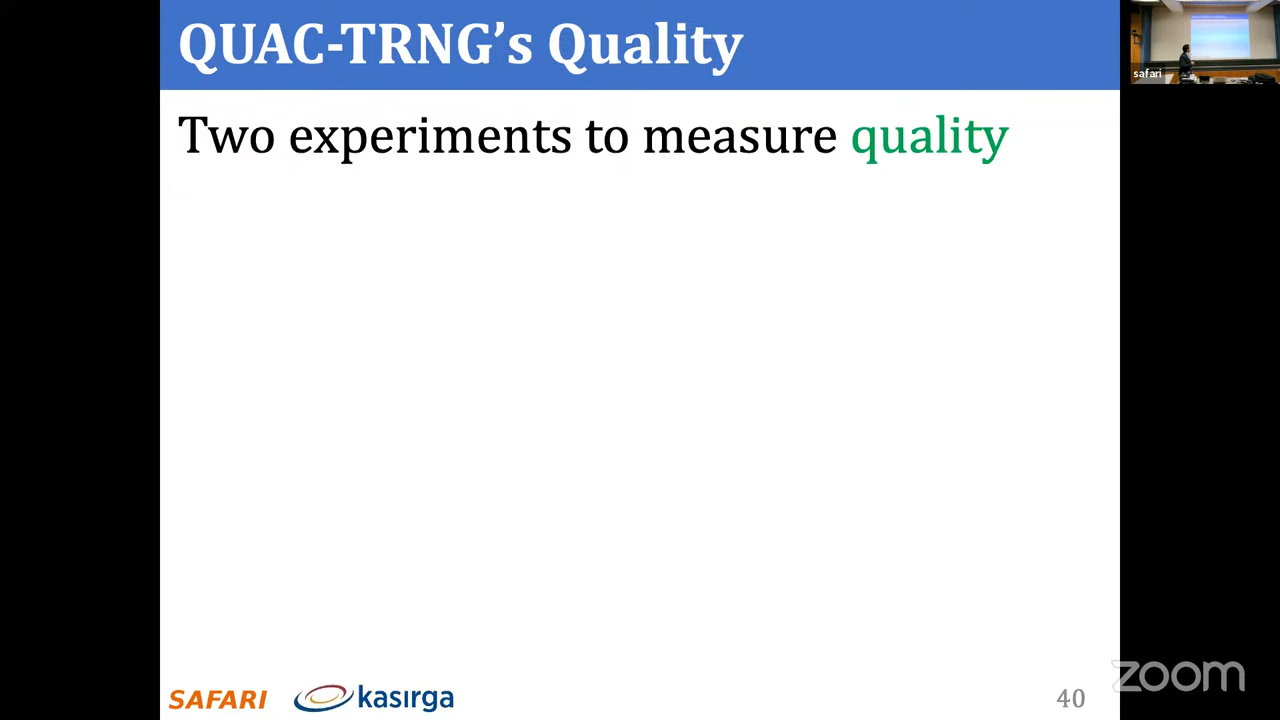 QUAC-TRNG’s Quality
safari
Two experiments to measure quality
SAFARI
kasırga
40
zoom